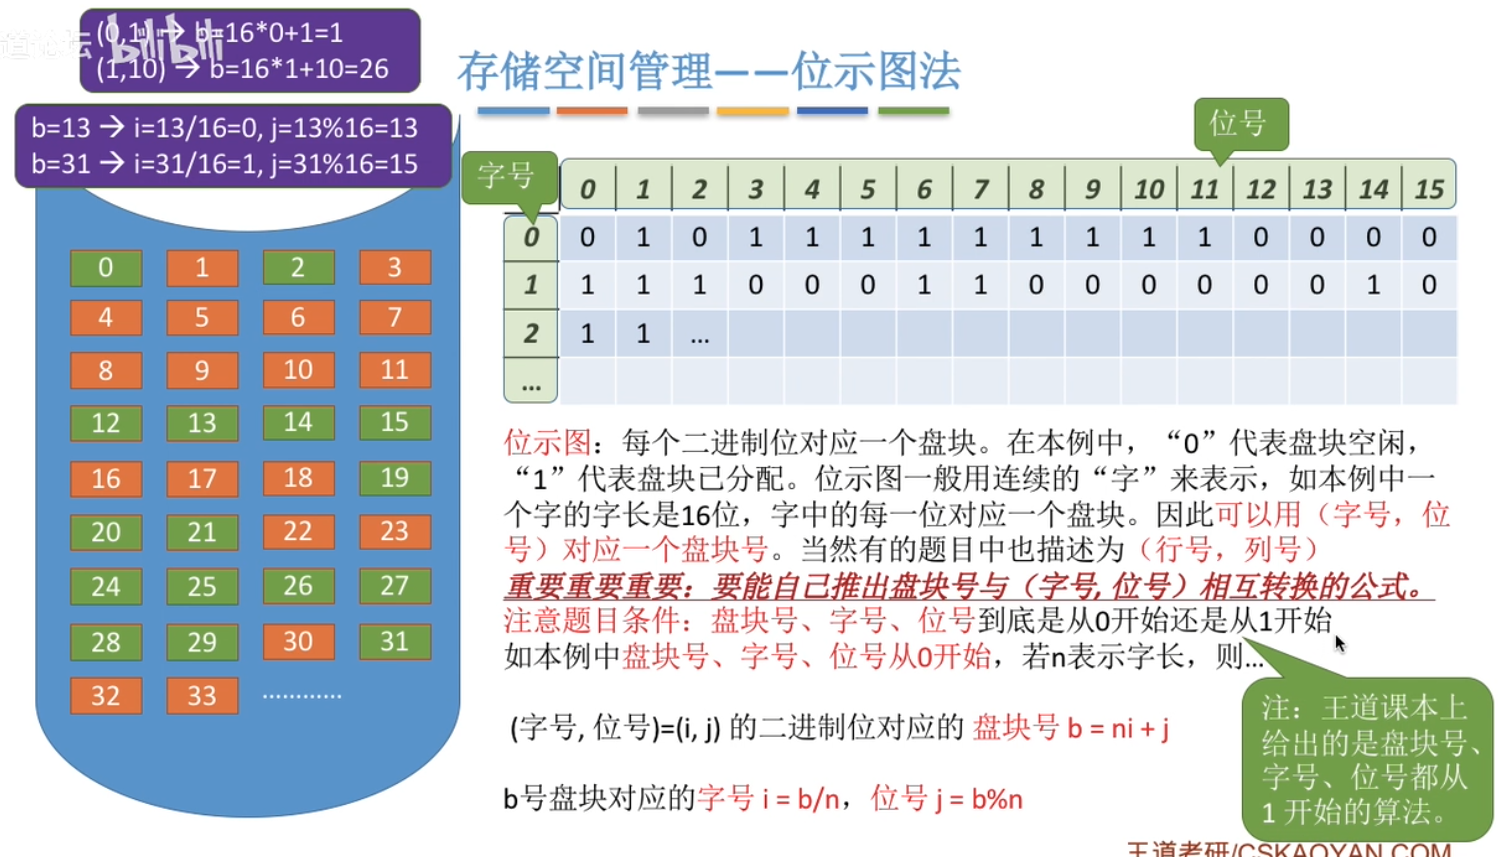 (0,1) → b=16*0+1=1
(1,10) → b=16*1+10=26
bilibili
存储空间管理——位示图法
b=13 → i=13/16=0, j=13%16=13
b=31 → i=31/16=1, j=31%16=15
字号
位号
0 1 2 3 4 5 6 7 8 9 10 11 12 13 14 15
0 0 1 0 1 1 1 1 1 1 1 1 1 0 0 0 0
1 1 1 1 0 0 0 1 1 0 0 0 0 0 0 1 0
2 1 1 ...
...
0 1 2 3
4 5 6 7
8 9 10 11
12 13 14 15
16 17 18 19
20 21 22 23
24 25 26 27
28 29 30 31
32 33 …………
位示图：每个二进制位对应一个盘块。在本例中，“0”代表盘块空闲，
“1”代表盘块已分配。位示图一般用连续的“字”来表示，如本例中一
个字的字长是16位，字中的每一位对应一个盘块。因此可以用（字号，位
号）对应一个盘块号。当然有的题目中也描述为（行号，列号）
重要重要重要：要能自己推出盘块号与（字号, 位号）相互转换的公式。
注意题目条件：盘块号、字号、位号到底是从0开始还是从1开始
如本例中盘块号、字号、位号从0开始，若n表示字长，则...
(字号, 位号)=(i, j) 的二进制位对应的 盘块号 b = ni + j
b号盘块对应的字号 i = b/n，位号 j = b%n
注：王道课本上
给出的是盘块号、
字号、位号都从
1 开始的算法。
王道考研/CSKAOYAN.COM